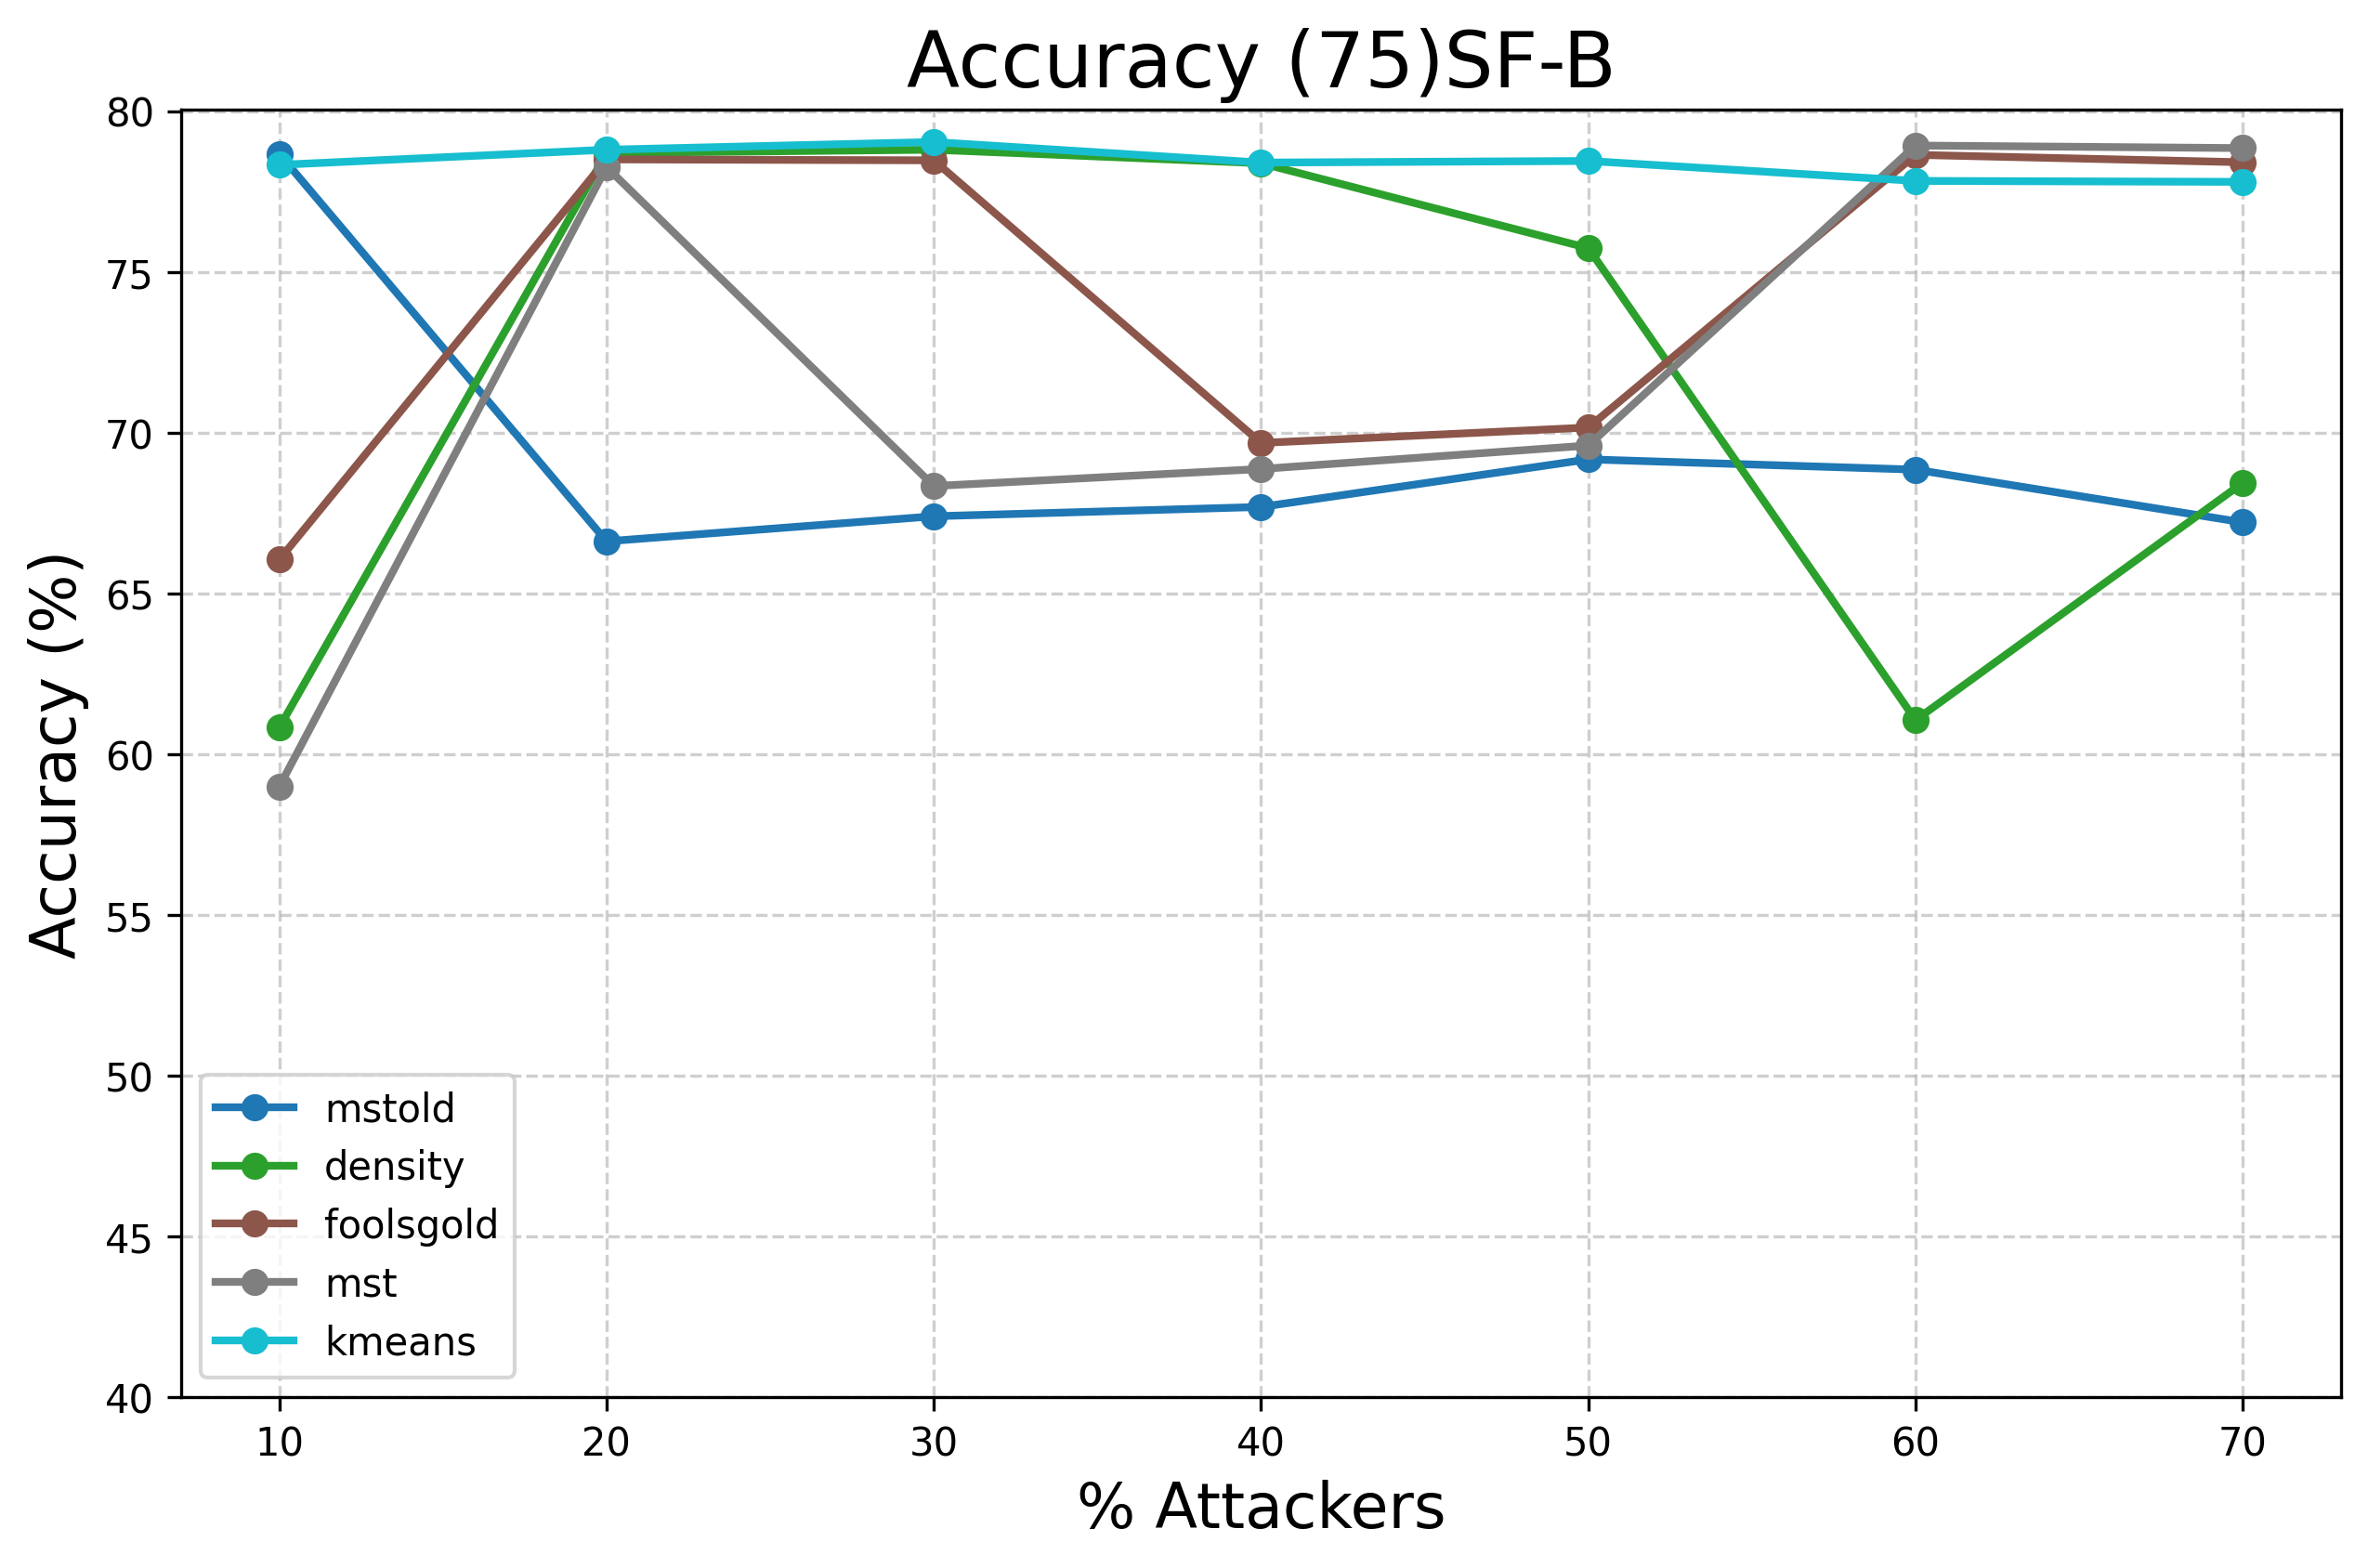 Accuracy (75)SF-B
80
75
70
65
60
55
50
45
40
Accuracy (%)
mstold
density
foolsgold
mst
kmeans
10 20 30 40 50 60 70
% Attackers